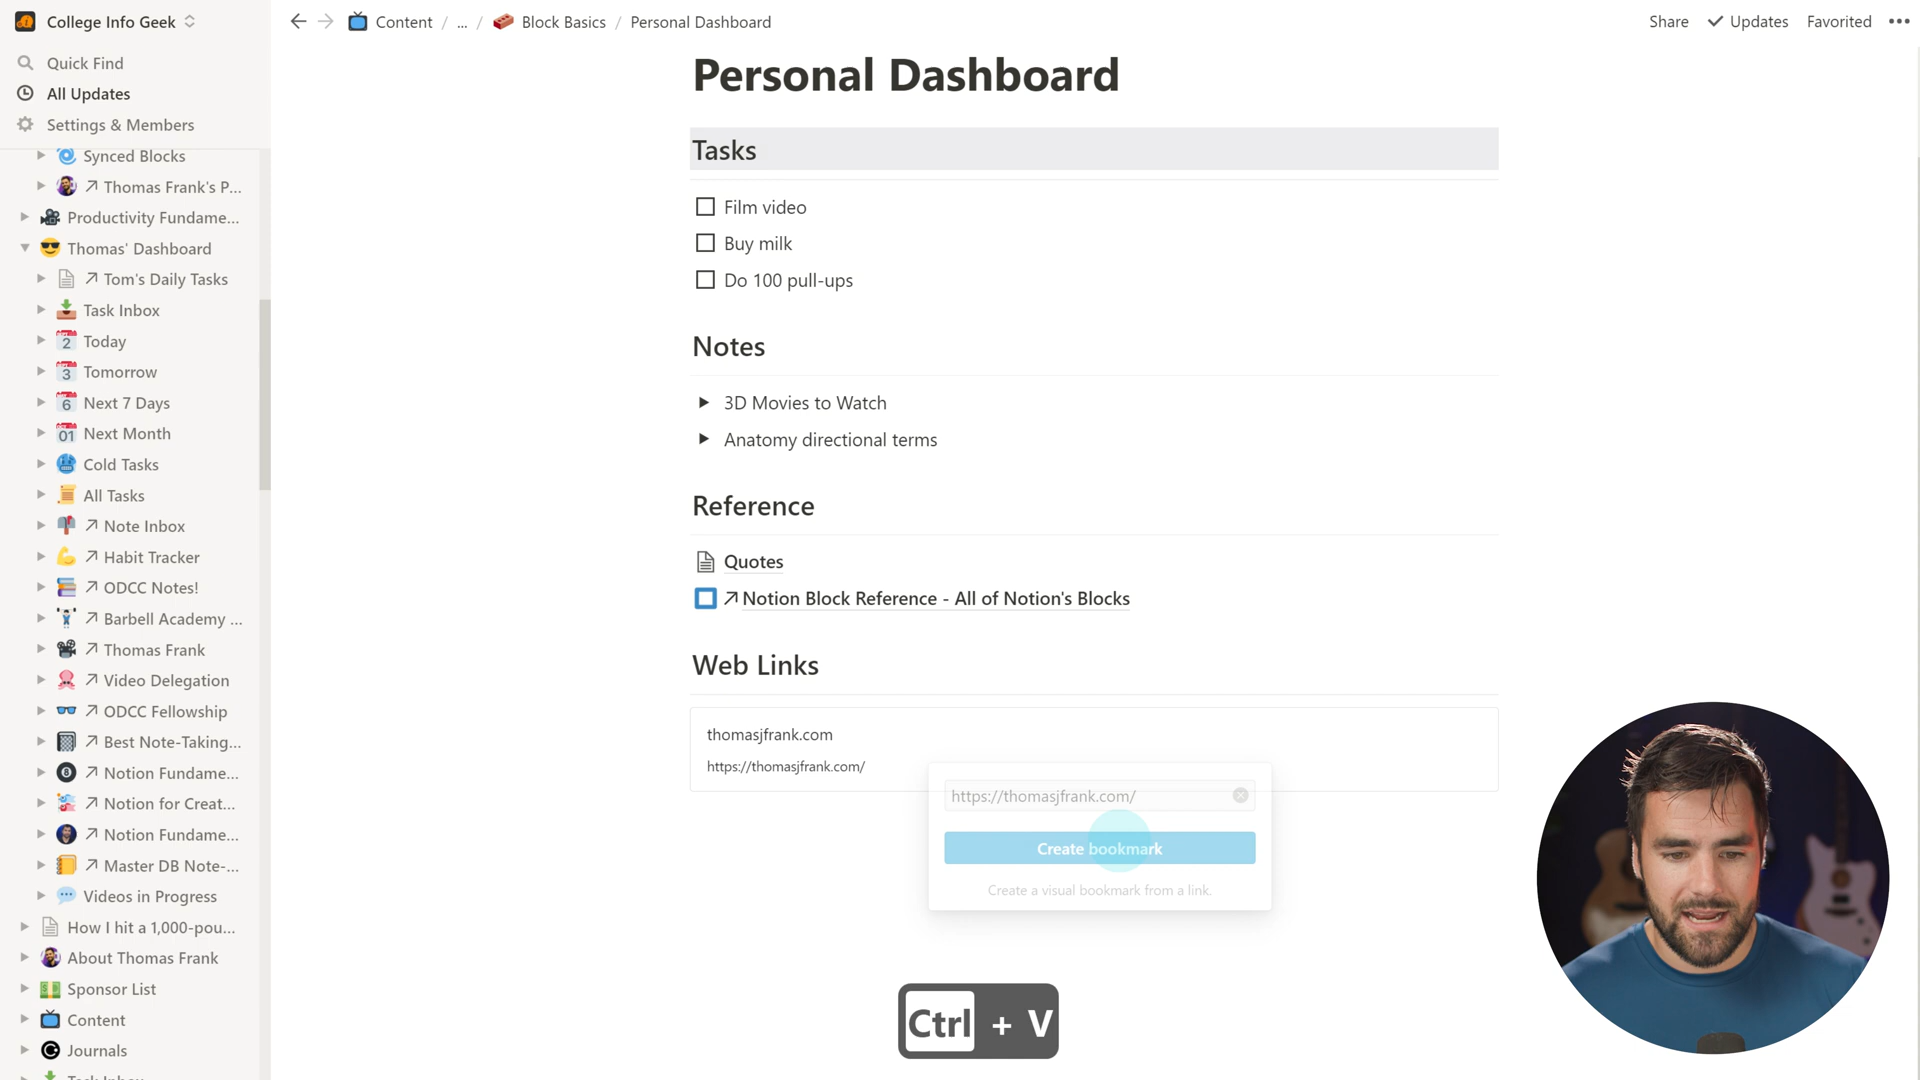 College Info Geek
Content / ... / Block Basics / Personal Dashboard
Share
Updates
Favorited
Quick Find
All Updates
Settings & Members
Synced Blocks
Thomas Frank's P...
Productivity Fundame...
Thomas' Dashboard
Tom's Daily Tasks
Task Inbox
2
Today
3
Tomorrow
6
Next 7 Days
01
Next Month
Cold Tasks
All Tasks
Note Inbox
Habit Tracker
ODCC Notes!
Barbell Academy ...
Thomas Frank
Video Delegation
ODCC Fellowship
Best Note-Taking...
8
Notion Fundame...
Notion for Creat...
Notion Fundame...
Master DB Note-...
Videos in Progress
How I hit a 1,000-pou...
About Thomas Frank
Sponsor List
Content
Journals
Personal Dashboard
Tasks
Film video
Buy milk
Do 100 pull-ups
Notes
3D Movies to Watch
Anatomy directional terms
Reference
Quotes
Notion Block Reference - All of Notion's Blocks
Web Links
thomasjfrank.com
https://thomasjfrank.com/
https://thomasjfrank.com/
Create bookmark
Create a visual bookmark from a link.
Ctrl + V